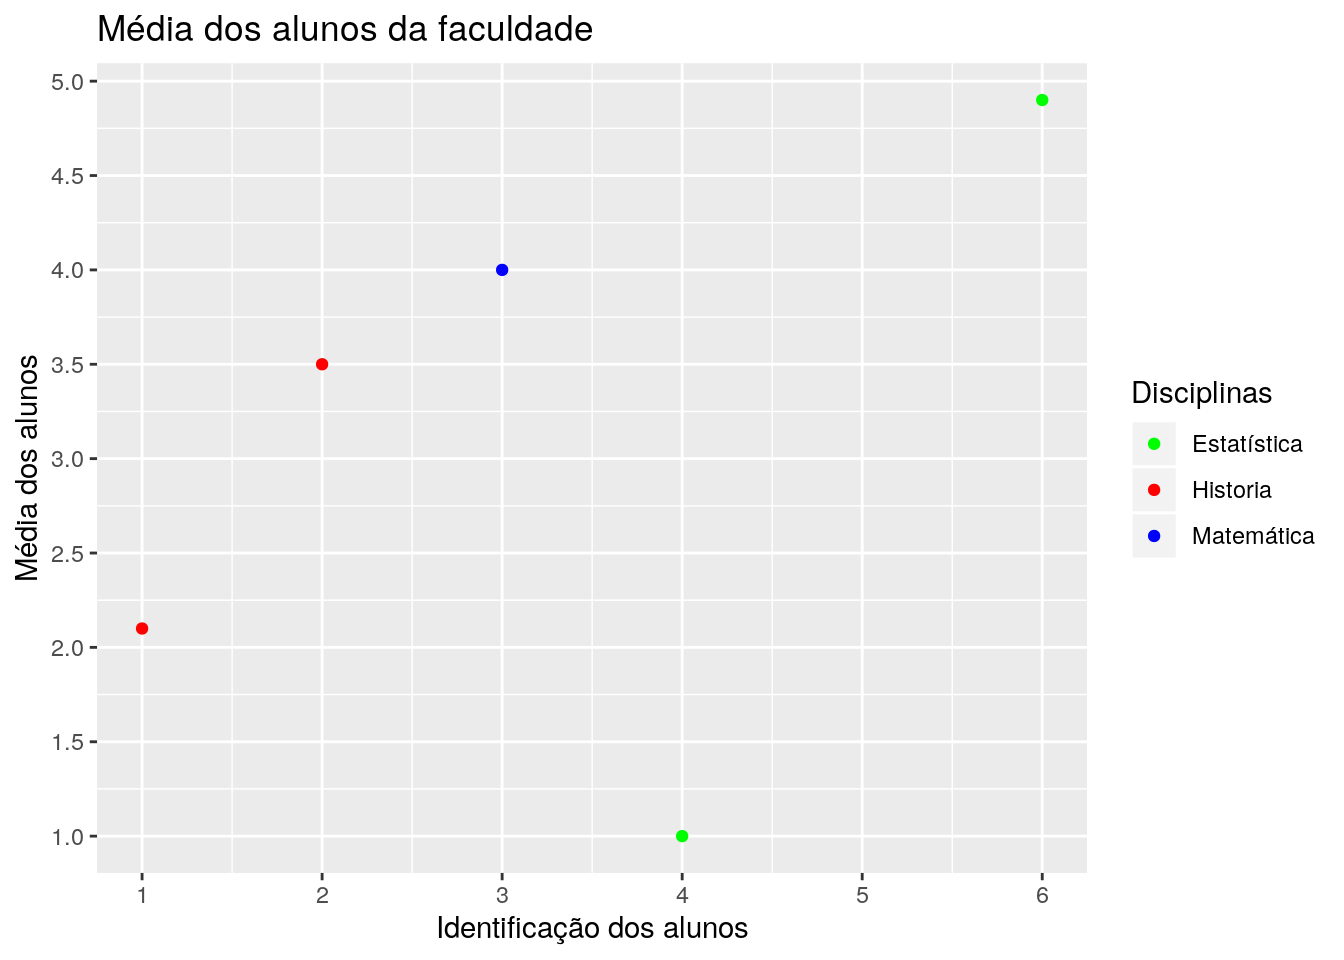 Média dos alunos da faculdade
Média dos alunos
5.0
4.5
4.0
3.5
3.0
2.5
2.0
1.5
1.0
1 2 3 4 5 6
Identificação dos alunos
Disciplinas
Estatística
Historia
Matemática